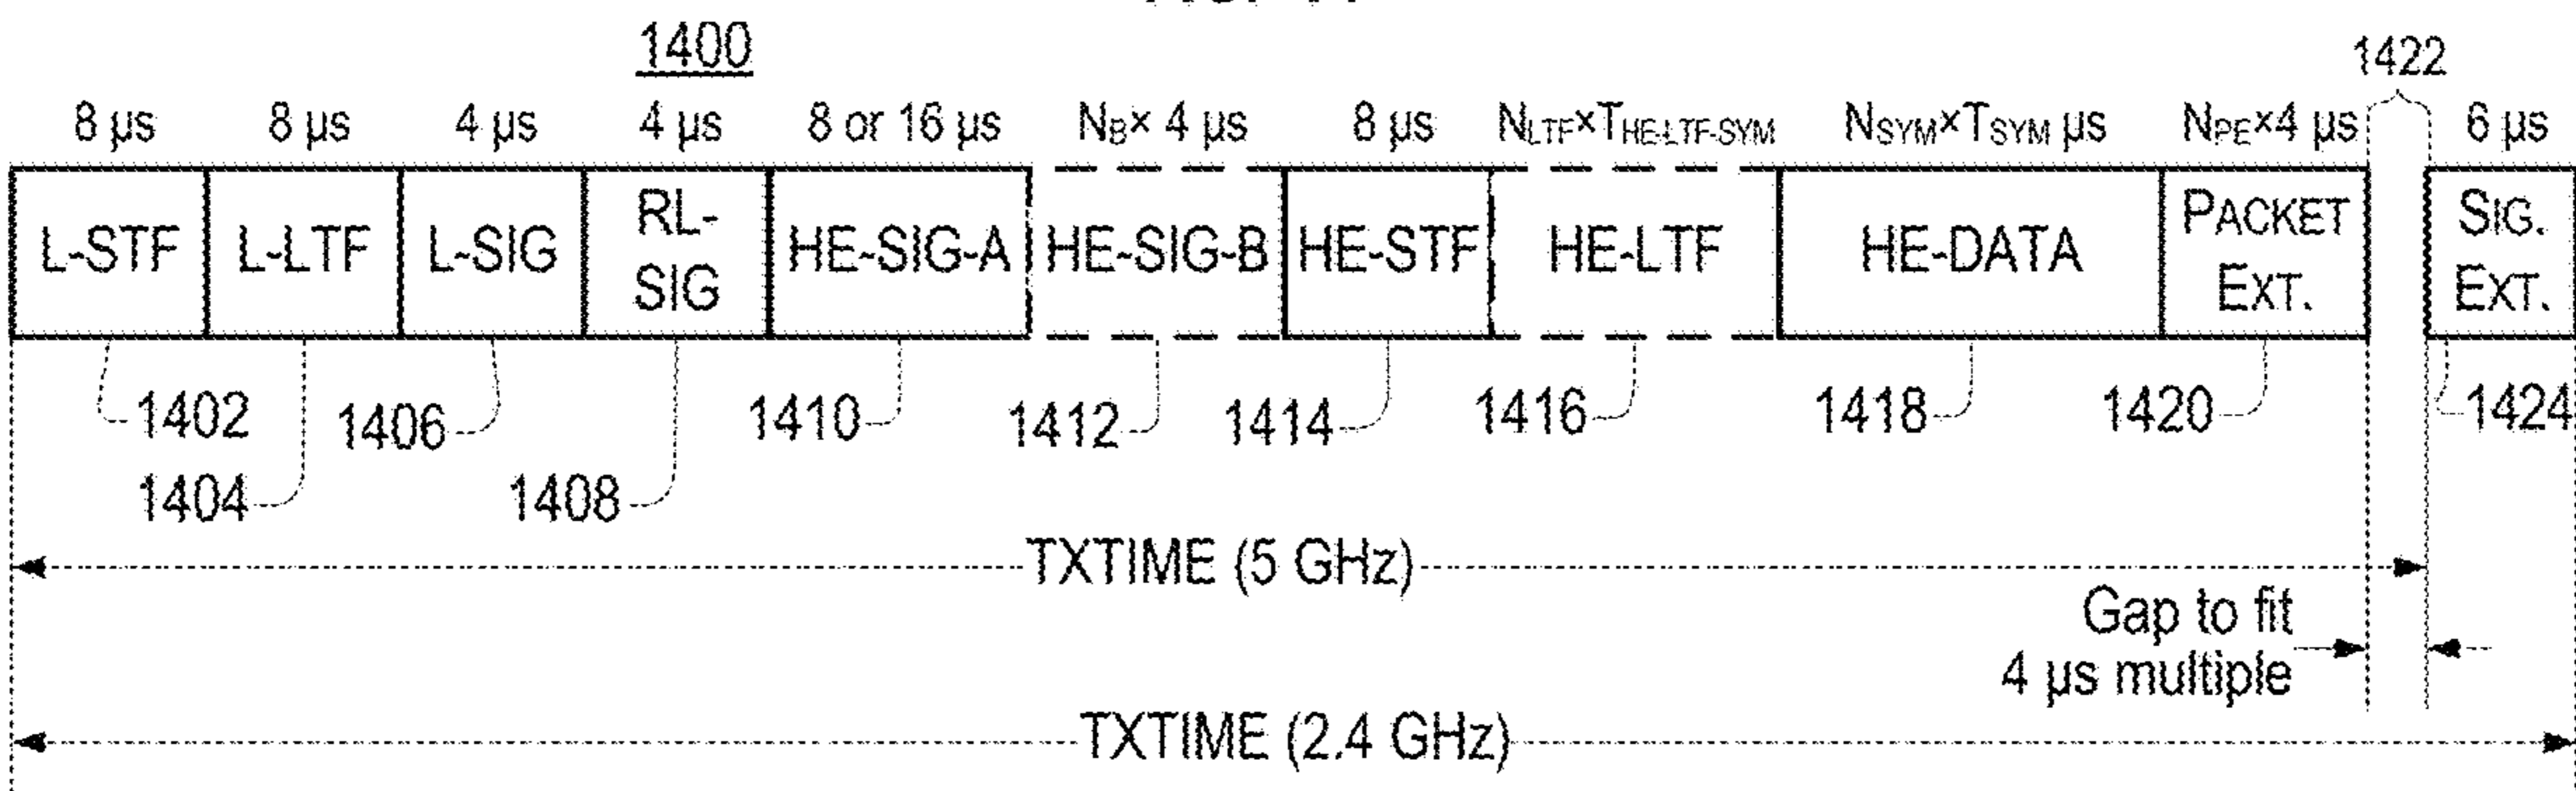 1400
1422
8 µs 8 µs 4 µs 4 µs 8 or 16 µs NB× 4 µs 8 µs NLTF×THE-LTF-SYM NSYM×TSYM µs NPE×4 µs 6 µs
L-STF L-LTF L-SIG RL-SIG HE-SIG-A HE-SIG-B HE-STF HE-LTF HE-DATA PACKET EXT. SIG. EXT.
1402 1406 1410 1412 1414 1416 1418 1420 1424
1404 1408
TXTIME (5 GHz)
Gap to fit
4 µs multiple
TXTIME (2.4 GHz)